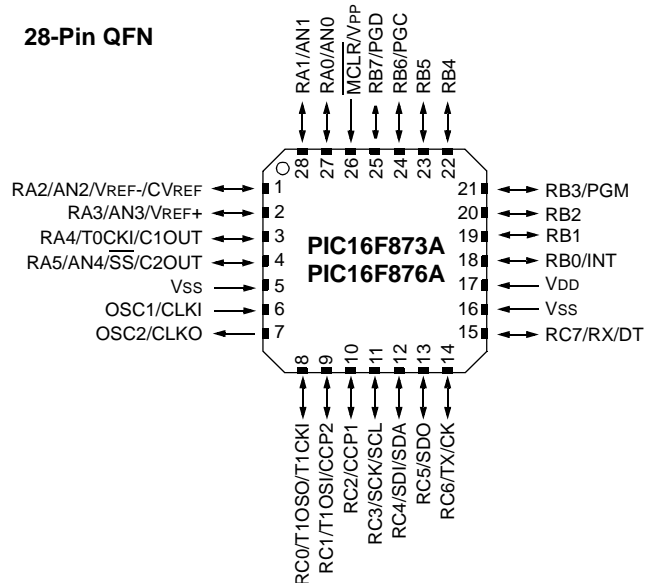 28-Pin QFN
RA1/AN1
RA0/AN0
MCLR/VPP
RB7/PGD
RB6/PGC
RB5
RB4
28
27
26
25
24
23
22
RA2/AN2/VREF-/CVREF 1
RA3/AN3/VREF+ 2
RA4/T0CKI/C1OUT 3
RA5/AN4/SS/C2OUT 4
VSS 5
OSC1/CLKI 6
OSC2/CLKO 7
PIC16F873A
PIC16F876A
21 RB3/PGM
20 RB2
19 RB1
18 RB0/INT
17 VDD
16 VSS
15 RC7/RX/DT
8
9
10
11
12
13
14
RC0/T1OSO/T1CKI
RC1/T1OSI/CCP2
RC2/CCP1
RC3/SCK/SCL
RC4/SDI/SDA
RC5/SDO
RC6/TX/CK